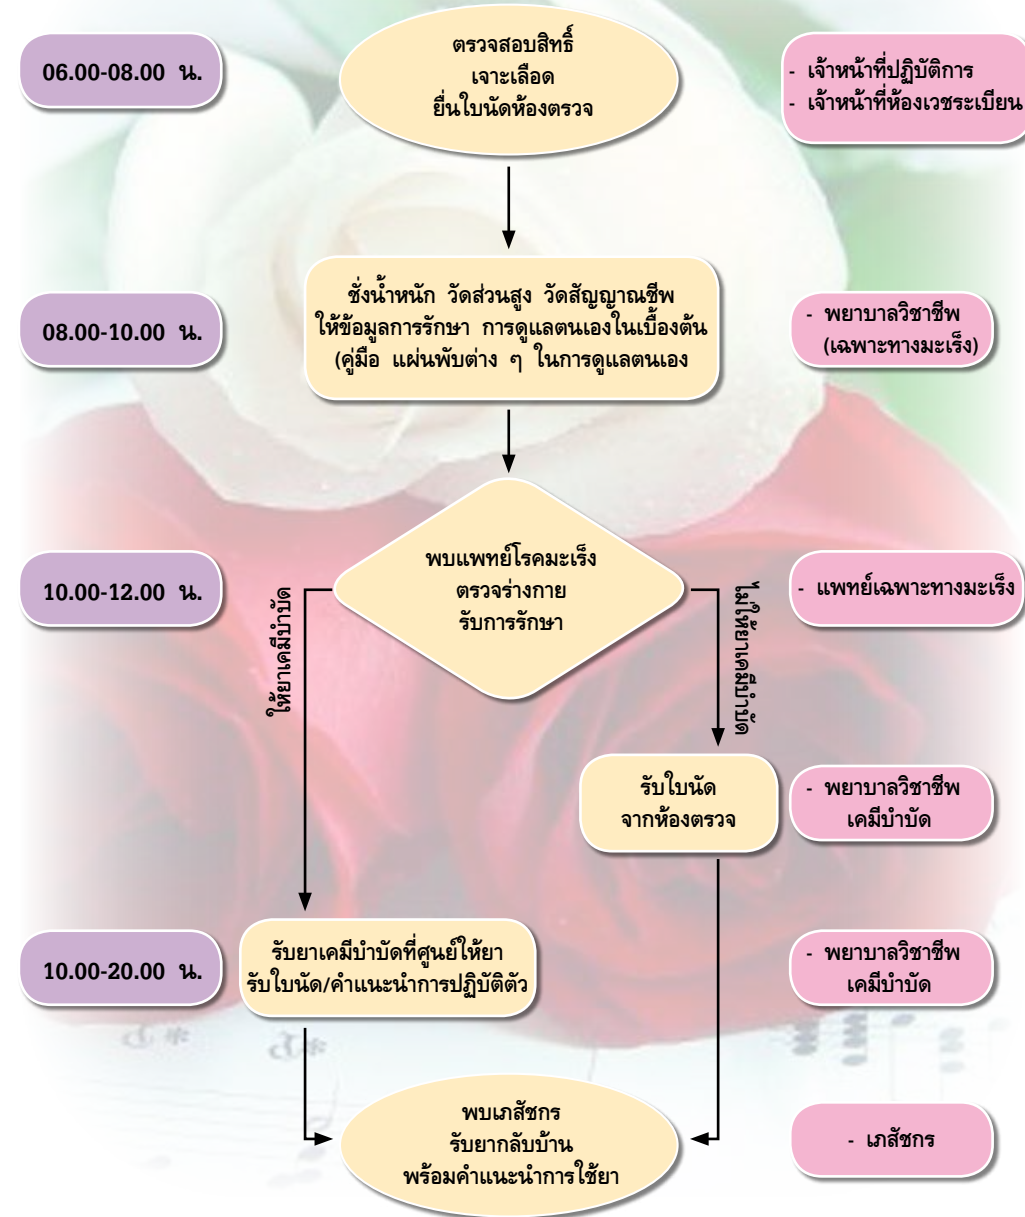 06.00-08.00 น.
ตรวจสอบสิทธิ์
เจาะเลือด
ยื่นใบนัดห้องตรวจ
- เจ้าหน้าที่ปฏิบัติการ
- เจ้าหน้าที่ห้องเวชระเบียน
08.00-10.00 น.
ชั่งน้ำหนัก วัดส่วนสูง วัดสัญญาณชีพ
ให้ข้อมูลการรักษา การดูแลตนเองในเบื้องต้น
(คู่มือ แผ่นพับต่าง ๆ ในการดูแลตนเอง
- พยาบาลวิชาชีพ
(เฉพาะทางมะเร็ง)
10.00-12.00 น.
พบแพทย์โรคมะเร็ง
ตรวจร่างกาย
รับการรักษา
- แพทย์เฉพาะทางมะเร็ง
ให้ยาเคมีบำบัด
ไม่ให้ยาเคมีบำบัด
รับใบนัด
จากห้องตรวจ
- พยาบาลวิชาชีพ
เคมีบำบัด
10.00-20.00 น.
รับยาเคมีบำบัดที่ศูนย์ให้ยา
รับใบนัด/คำแนะนำการปฏิบัติตัว
- พยาบาลวิชาชีพ
เคมีบำบัด
พบเภสัชกร
รับยากลับบ้าน
พร้อมคำแนะนำการใช้ยา
- เภสัชกร